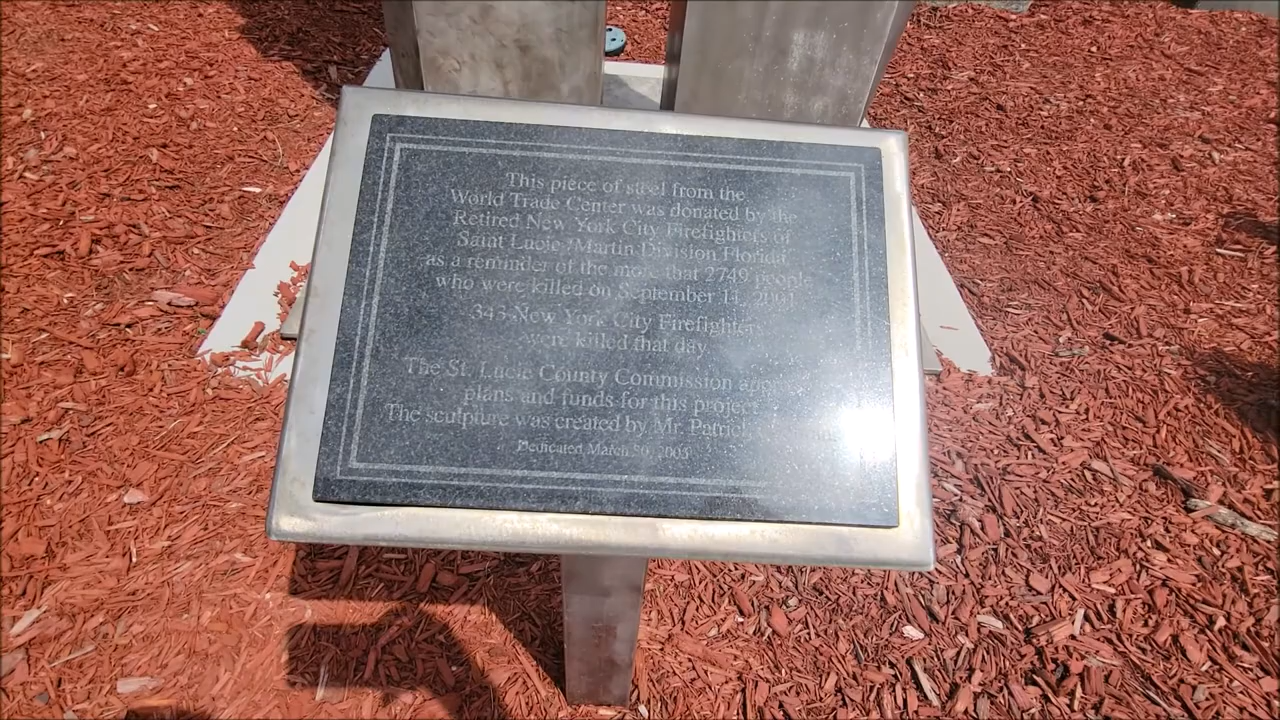 This piece of steel from the
World Trade Center was donated by the
Retired New York City Firefighters of
Saint Lucie /Martin Division Florida
as a reminder of the more that 2749 people
who were killed on September 11, 2001
343 New York City Firefighters
were killed that day
The St. Lucie County Commission
plans and funds for this project
The sculpture was created by Mr. Patrick
Dedicated March 30, 2003